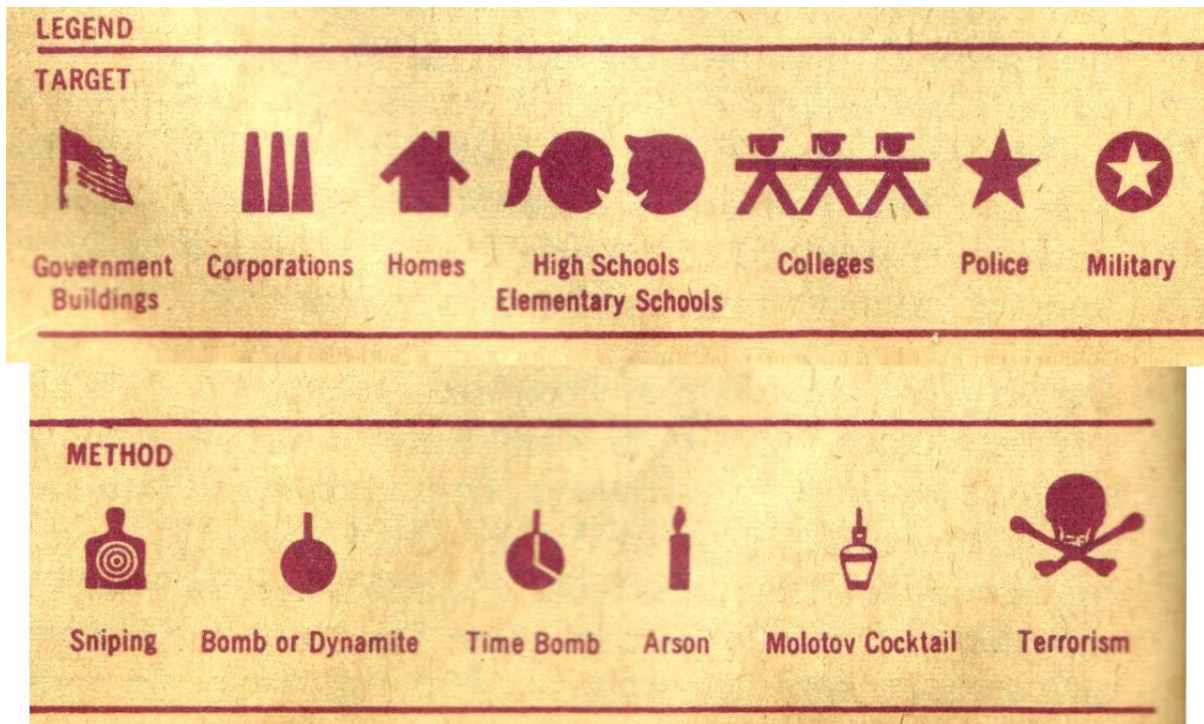 LEGEND
TARGET
Government Buildings
Corporations
Homes
High Schools
Elementary Schools
Colleges
Police
Military
METHOD
Sniping
Bomb or Dynamite
Time Bomb
Arson
Molotov Cocktail
Terrorism